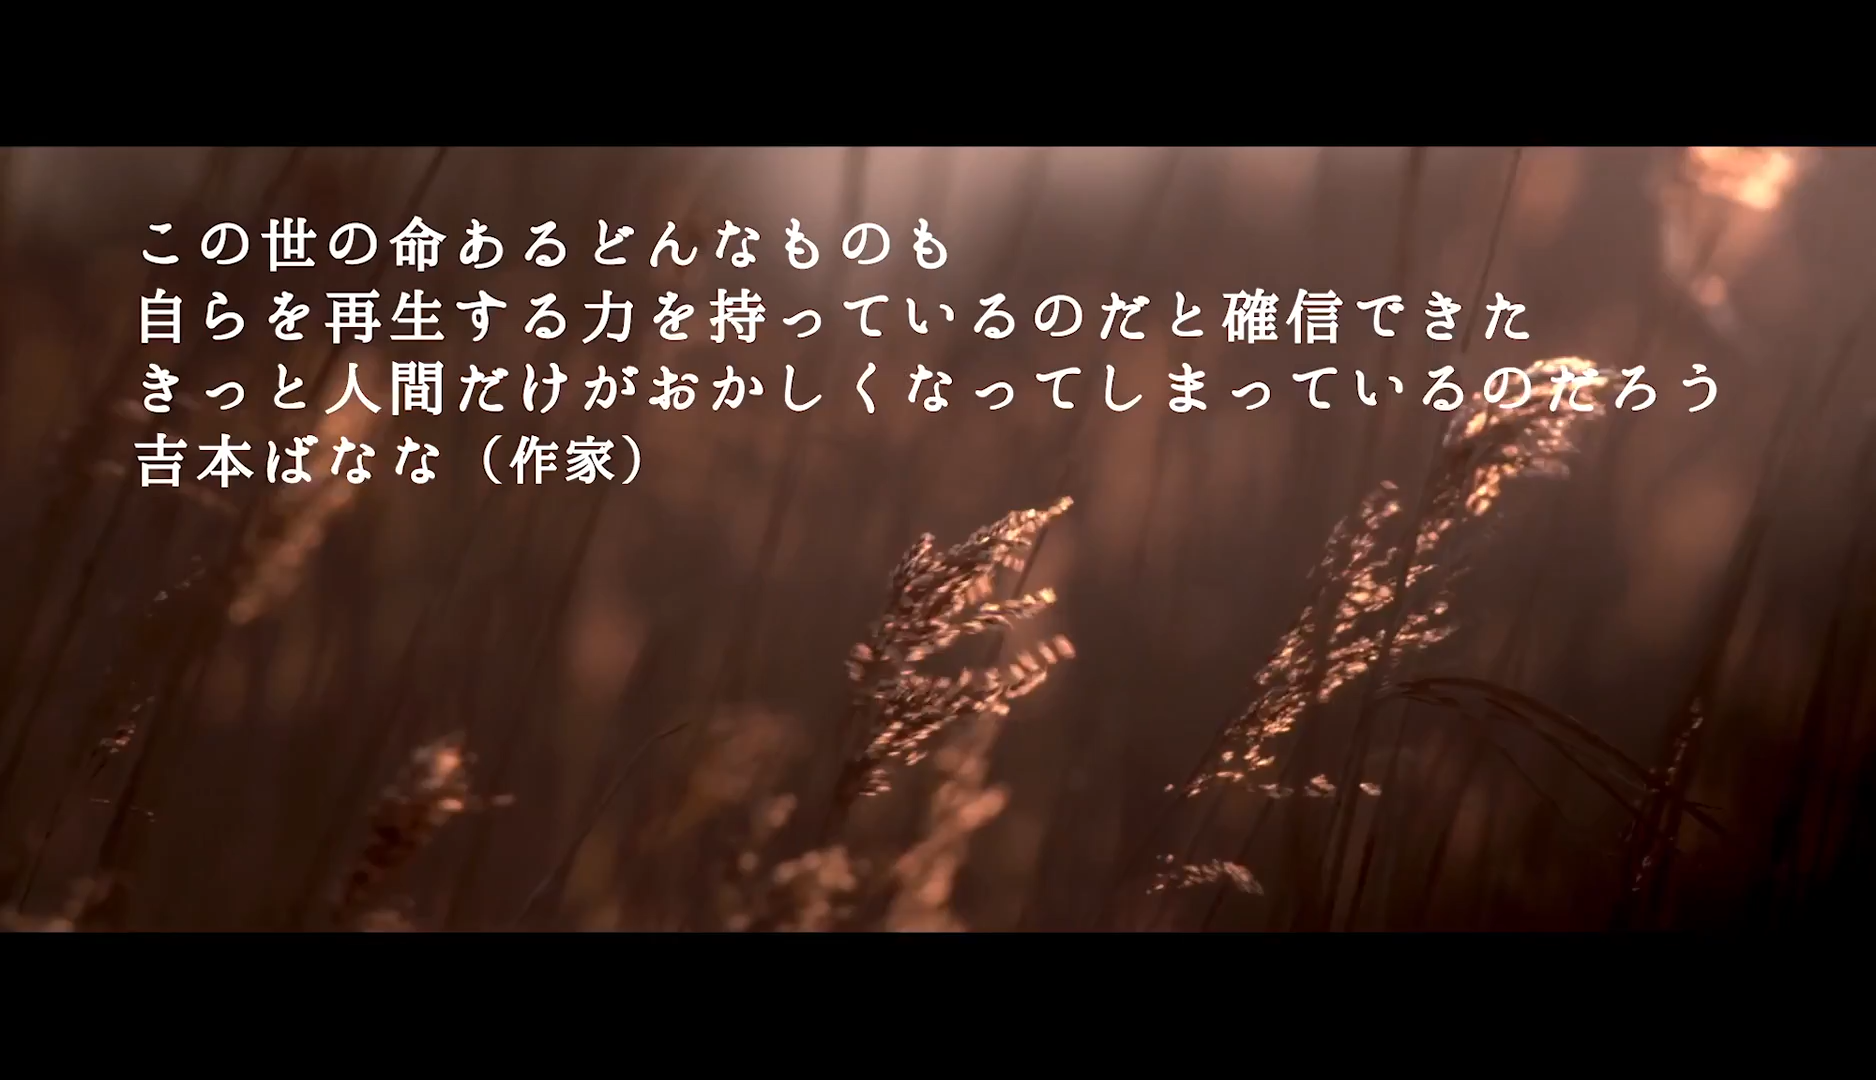 この世の命あるどんなものも
自らを再生する力を持っているのだと確信できた
きっと人間だけがおかしくなってしまっているのだろう
吉本ばなな（作家）